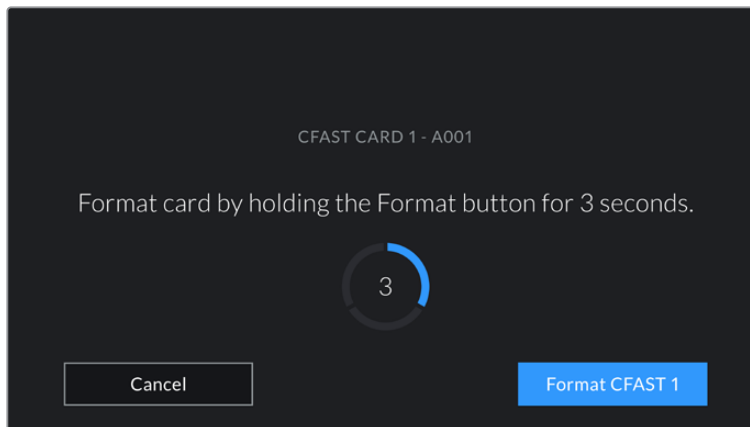 CFAST CARD 1 - A001
Format card by holding the Format button for 3 seconds.
3
Cancel
Format CFAST 1